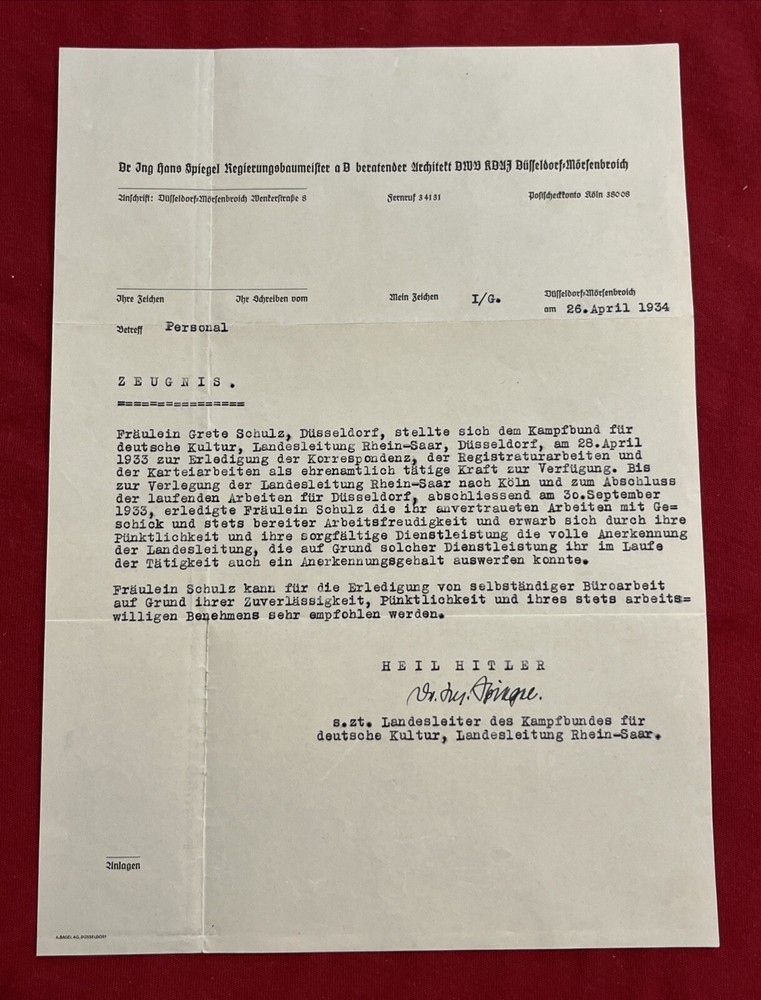 Dr Ing Hans Spiegel Regierungsbaumeister a D beratender Architekt DWB KDAJ Düsseldorf-Mörsenbroich
Anschrift: Düsseldorf-Mörsenbroich Wenkerstraße 8 Fernruf 34131 Postscheckkonto Köln 38008
Ihre Zeichen Ihr Schreiben vom Mein Zeichen I/G. Düsseldorf-Mörsenbroich
am 26.April 1934
Betreff Personal
Z E U G N I S .
===============
Fräulein Grete Schulz, Düsseldorf, stellte sich dem Kampfbund für
deutsche Kultur, Landesleitung Rhein-Saar, Düsseldorf, am 28.April
1933 zur Erledigung der Korrespondenz, der Registraturarbeiten und
der Karteiarbeiten als ehrenamtlich tätige Kraft zur Verfügung. Bis
zur Verlegung der Landesleitung Rhein-Saar nach Köln und zum Abschluss
der laufenden Arbeiten für Düsseldorf, abschliessend am 30.September
1933, erledigte Fräulein Schulz die ihr anvertraueten Arbeiten mit Ge=
schick und stets bereiter Arbeitsfreudigkeit und erwarb sich durch ihre
Pünktlichkeit und ihre sorgfältige Dienstleistung die volle Anerkennung
der Landesleitung, die auf Grund solcher Dienstleistung ihr im Laufe
der Tätigkeit auch ein Anerkennungsgehalt auswerfen konnte.
Fräulein Schulz kann für die Erledigung von selbständiger Büroarbeit
auf Grund ihrer Zuverlässigkeit, Pünktlichkeit und ihres stets arbeits=
willigen Benehmens sehr empfohlen werden.
H E I L H I T L E R
Dr. Ing. Spiegel.
s.zt. Landesleiter des Kampfbundes für
deutsche Kultur, Landesleitung Rhein-Saar.
Anlagen
A. BAGEL AG, DÜSSELDORF